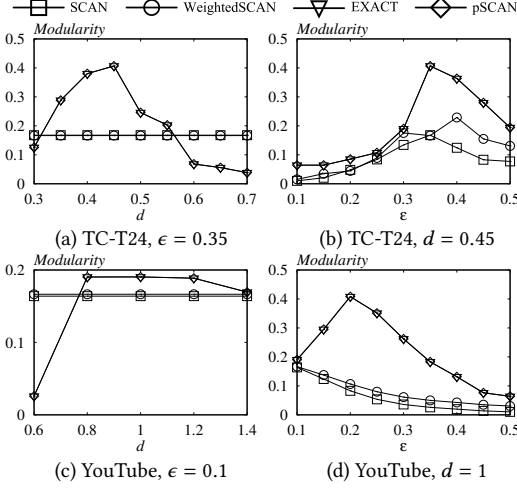 SCAN WeightedSCAN EXACT pSCAN
Modularity Modularity
0.5 0.5
0.4 0.4
0.3 0.3
0.2 0.2
0.1 0.1
0 0
0.3 0.4 0.5 0.6 0.7 0.1 0.2 0.3 0.4 0.5
d ε
(a) TC-T24, ϵ = 0.35 (b) TC-T24, d = 0.45
Modularity Modularity
0.2 0.5
0.4
0.3
0.1 0.2
0.1
0 0
0.6 0.8 1 1.2 1.4 0.1 0.2 0.3 0.4 0.5
d ε
(c) YouTube, ϵ = 0.1 (d) YouTube, d = 1